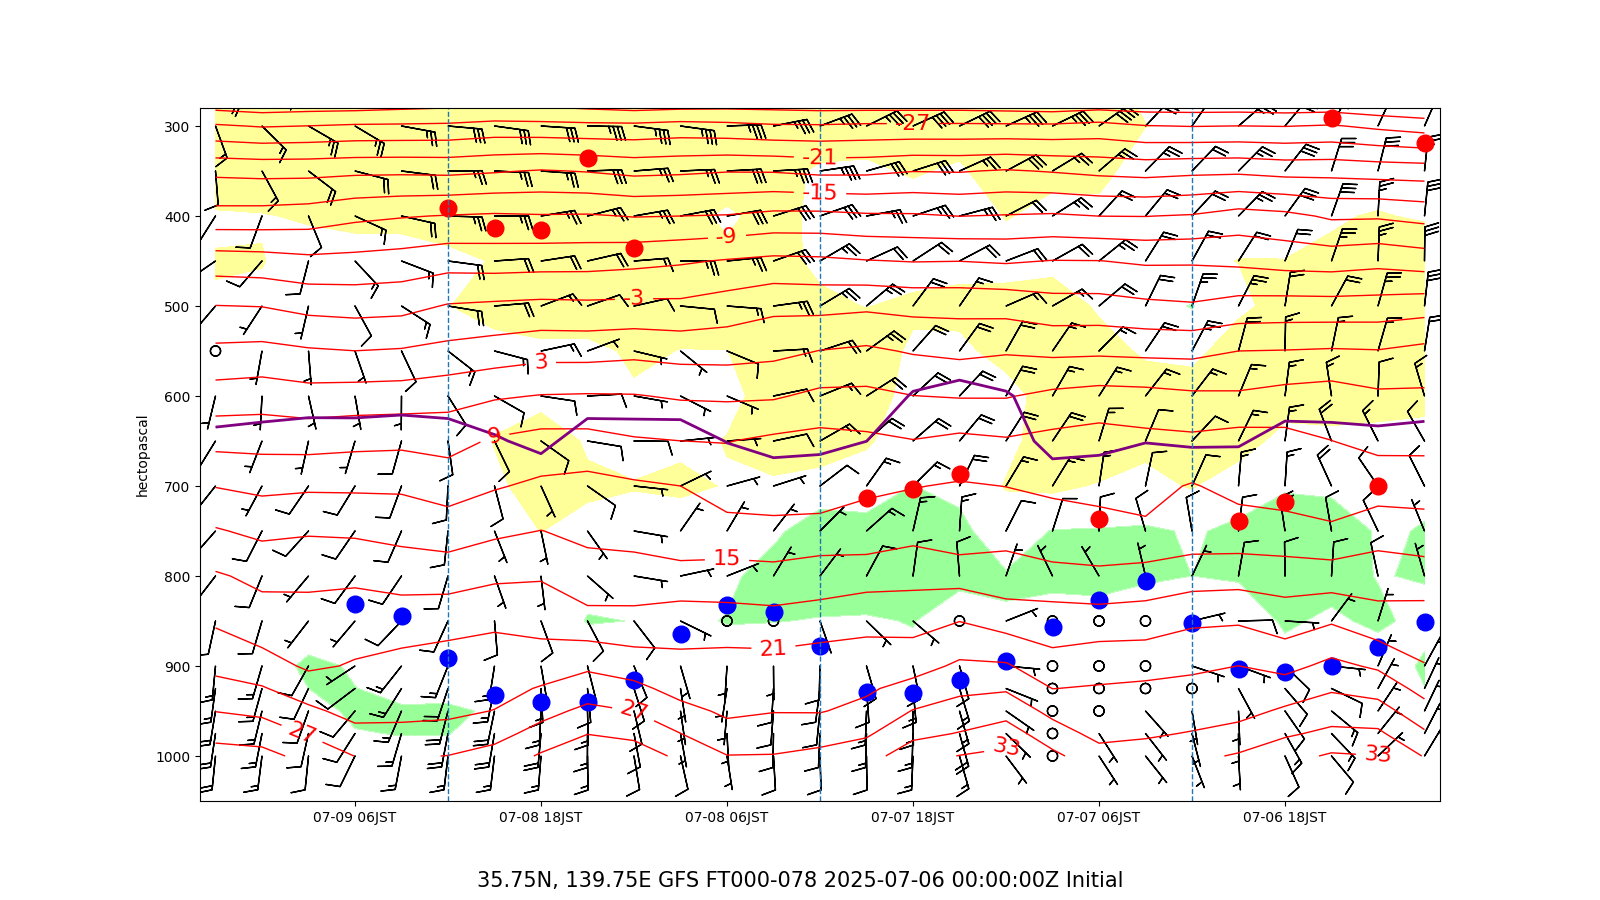 hectopascal
300
400
500
600
700
800
900
1000
-27
-21
-15
-9
-3
3
9
15
21
27
27
33
33
07-09 06JST
07-08 18JST
07-08 06JST
07-07 18JST
07-07 06JST
07-06 18JST
35.75N, 139.75E GFS FT000-078 2025-07-06 00:00:00Z Initial